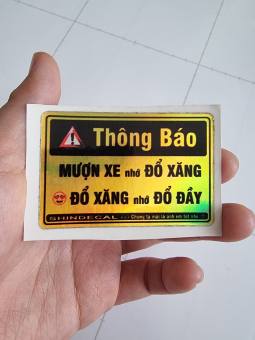 Thông Báo
MƯỢN XE nhớ ĐỔ XĂNG
ĐỔ XĂNG nhớ ĐỔ ĐẦY
SHINDECAL